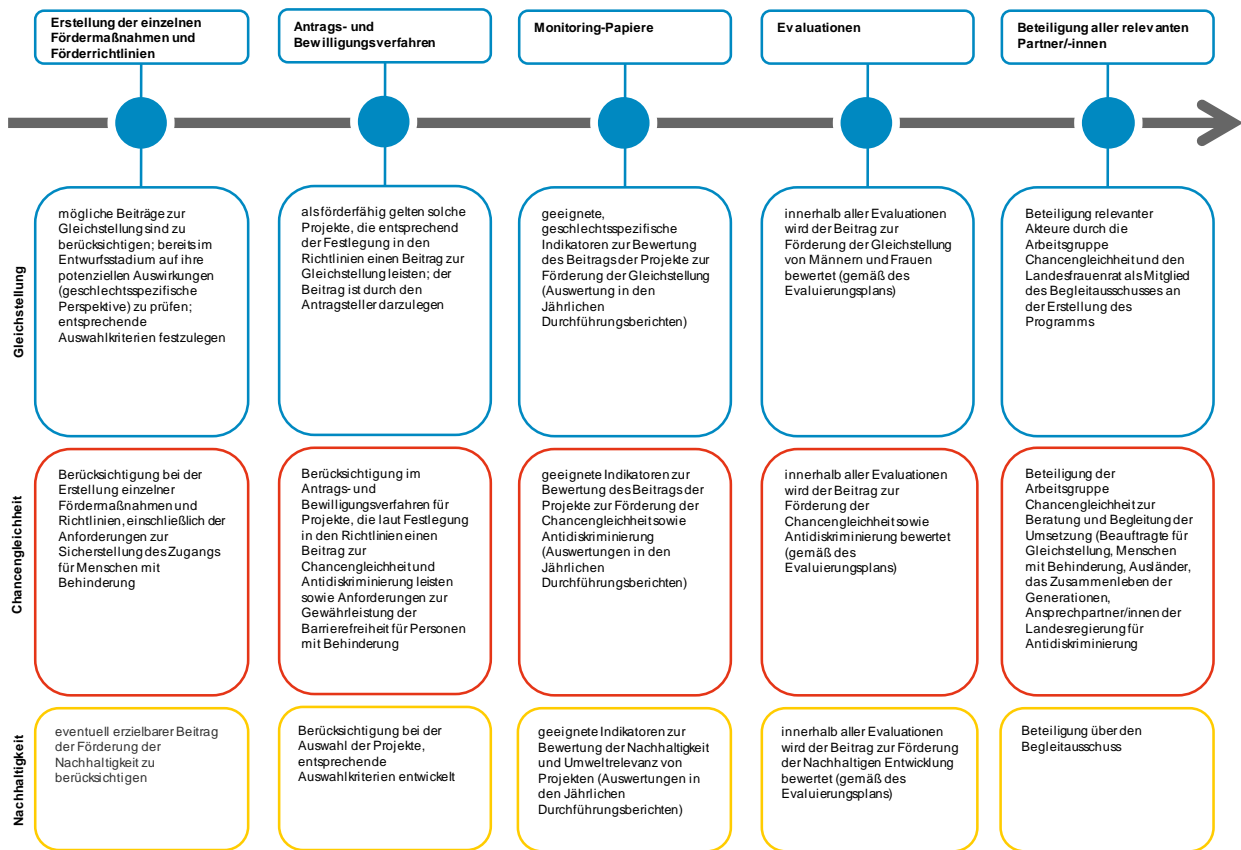 Erstellung der einzelnen
Fördermaßnahmen und
Förderrichtlinien
Antrags- und
Bewilligungsverfahren
Monitoring-Papiere
Evaluationen
Beteiligung aller relevanten
Partner/-innen
Gleichstellung
mögliche Beiträge zur
Gleichstellung sind zu
berücksichtigen; bereits im
Entwurfsstadium auf ihre
potenziellen Auswirkungen
(geschlechtsspezifische
Perspektive) zu prüfen;
entsprechende
Auswahlkriterien festzulegen
als förderfähig gelten solche
Projekte, die entsprechend
der Festlegung in den
Richtlinien einen Beitrag zur
Gleichstellung leisten; der
Beitrag ist durch den
Antragsteller darzulegen
geeignete,
geschlechtsspezifische
Indikatoren zur Bewertung
des Beitrags der Projekte zur
Förderung der Gleichstellung
(Auswertung in den
Jährlichen
Durchführungsberichten)
innerhalb aller Evaluationen
wird der Beitrag zur
Förderung der Gleichstellung
von Männern und Frauen
bewertet (gemäß des
Evaluierungsplans)
Beteiligung relevanter
Akteure durch die
Arbeitsgruppe
Chancengleichheit und den
Landesfrauenrat als Mitglied
des Begleitausschusses an
der Erstellung des
Programms
Chancengleichheit
Berücksichtigung bei der
Erstellung einzelner
Fördermaßnahmen und
Richtlinien, einschließlich der
Anforderungen zur
Sicherstellung des Zugangs
für Menschen mit
Behinderung
Berücksichtigung im
Antrags- und
Bewilligungsverfahren für
Projekte, die laut Festlegung
in den Richtlinien einen
Beitrag zur
Chancengleichheit und
Antidiskriminierung leisten
sowie Anforderungen zur
Gewährleistung der
Barrierefreiheit für Personen
mit Behinderung
geeignete Indikatoren zur
Bewertung des Beitrags der
Projekte zur Förderung der
Chancengleichheit sowie
Antidiskriminierung
(Auswertungen in den
Jährlichen
Durchführungsberichten)
innerhalb aller Evaluationen
wird der Beitrag zur
Förderung der
Chancengleichheit sowie
Antidiskriminierung bewertet
(gemäß des
Evaluierungsplans)
Beteiligung der
Arbeitsgruppe
Chancengleichheit zur
Beratung und Begleitung der
Umsetzung (Beauftragte für
Gleichstellung, Menschen
mit Behinderung, Ausländer,
das Zusammenleben der
Generationen,
Ansprechpartner/innen der
Landesregierung für
Antidiskriminierung
Nachhaltigkeit
eventuell erzielbarer Beitrag
der Förderung der
Nachhaltigkeit zu
berücksichtigen
Berücksichtigung bei der
Auswahl der Projekte,
entsprechende
Auswahlkriterien entwickelt
geeignete Indikatoren zur
Bewertung der Nachhaltigkeit
und Umweltrelevanz von
Projekten (Auswertungen in
den Jährlichen
Durchführungsberichten)
innerhalb aller Evaluationen
wird der Beitrag zur Förderung
der Nachhaltigen Entwicklung
bewertet (gemäß des
Evaluierungsplans)
Beteiligung über den
Begleitausschuss